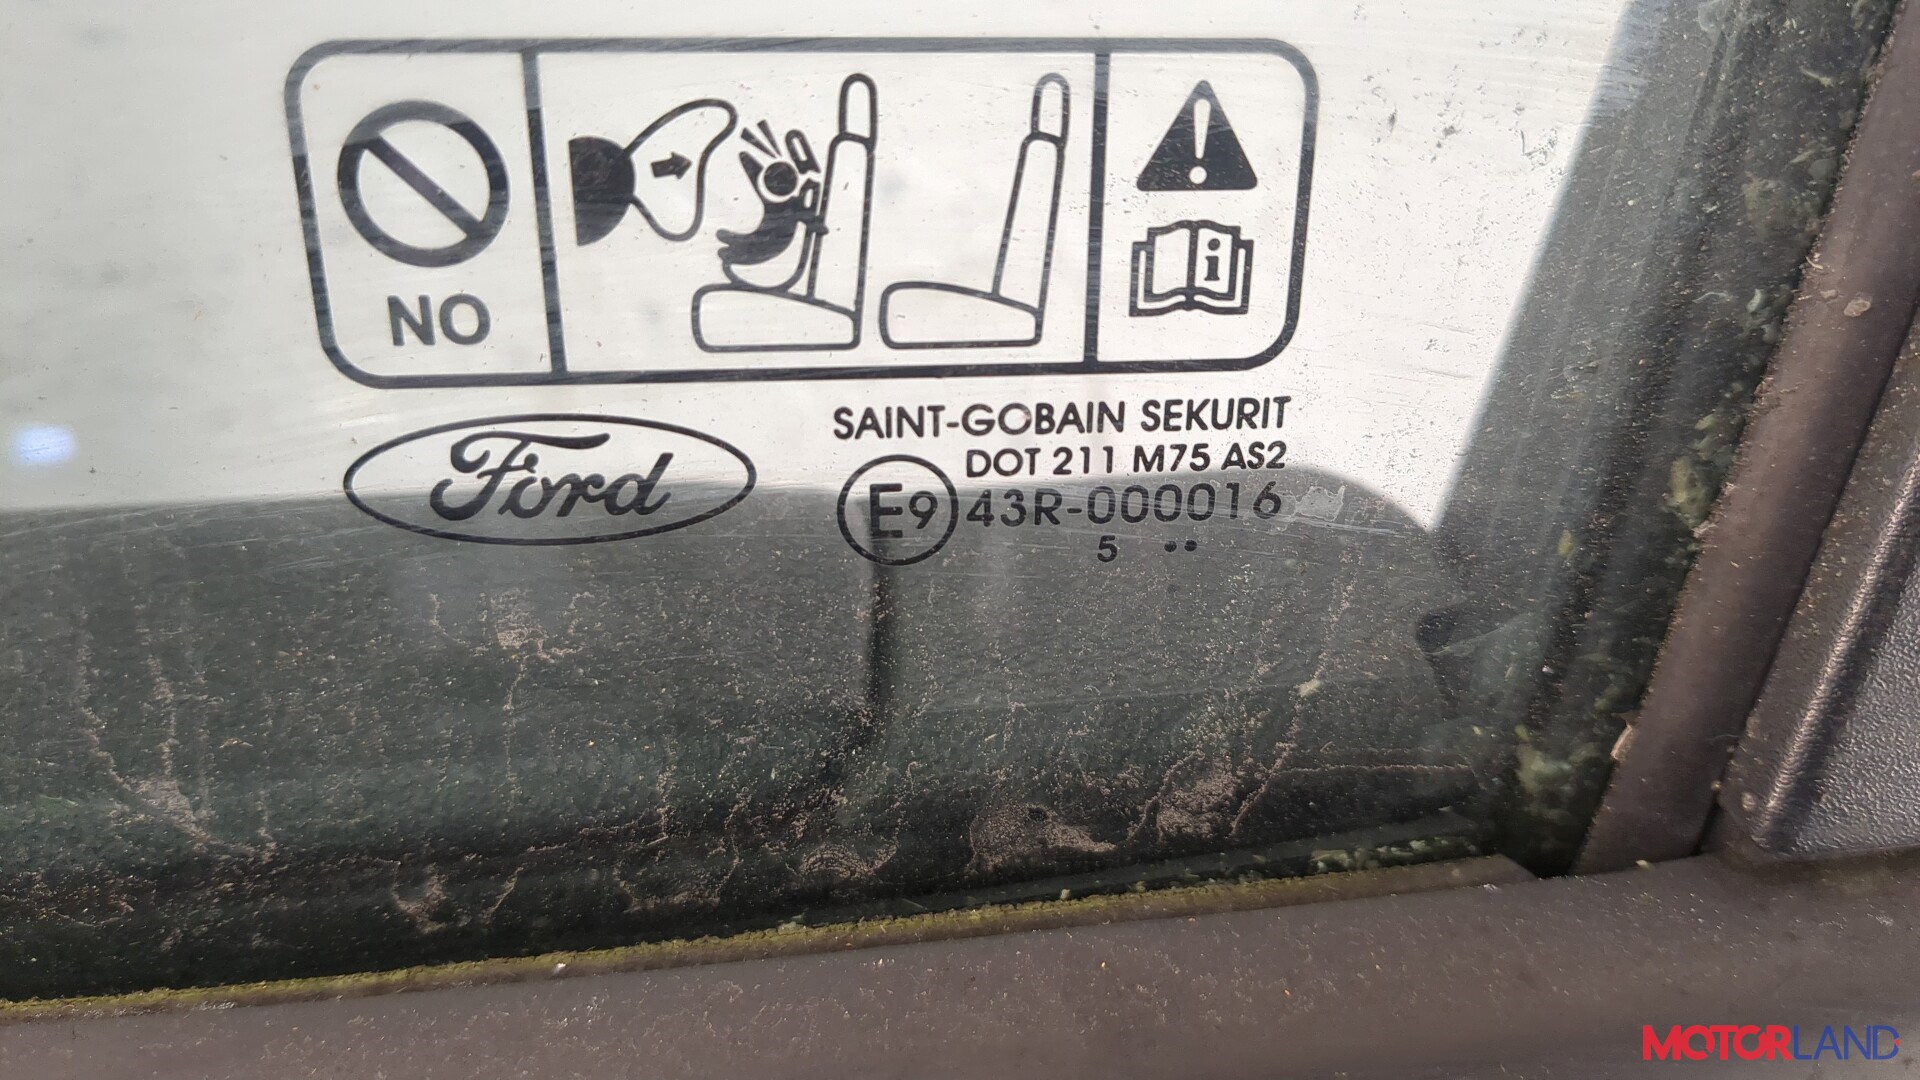 NO
i
Ford
SAINT-GOBAIN SEKURIT
DOT 211 M75 AS2
E9 43R-000016
5 ••
MOTORLAND